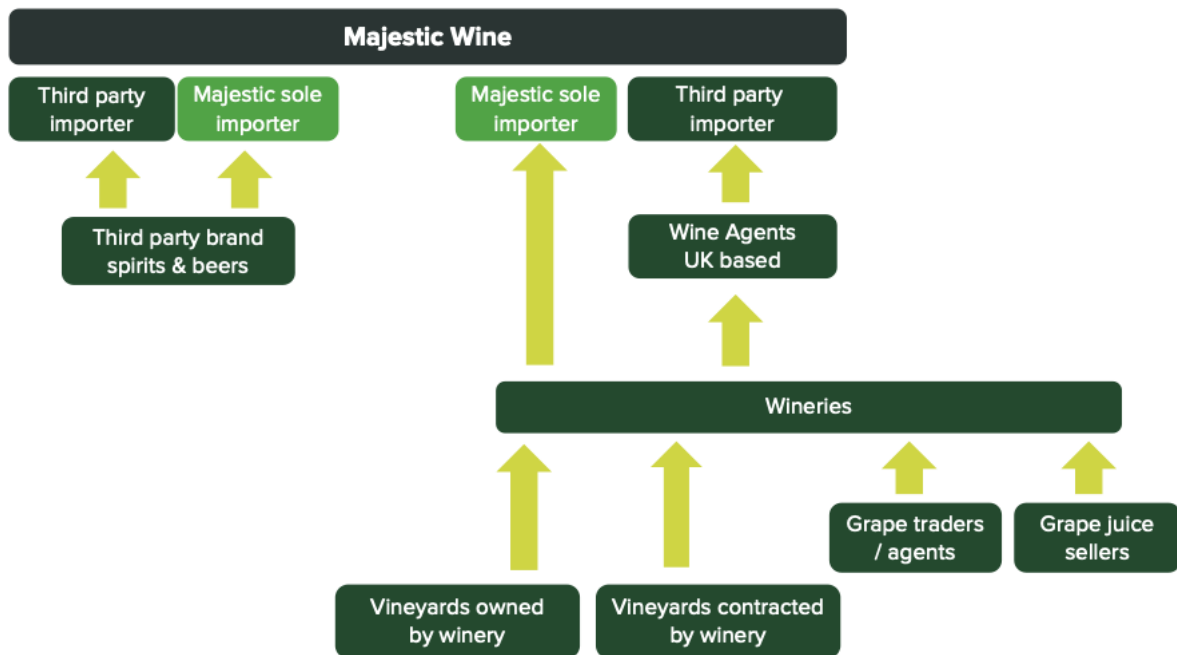 Majestic Wine
Third party
importer
Majestic sole
importer
Majestic sole
importer
Third party
importer
Third party brand
spirits & beers
Wine Agents
UK based
Wineries
Grape traders
/ agents
Grape juice
sellers
Vineyards owned
by winery
Vineyards contracted
by winery